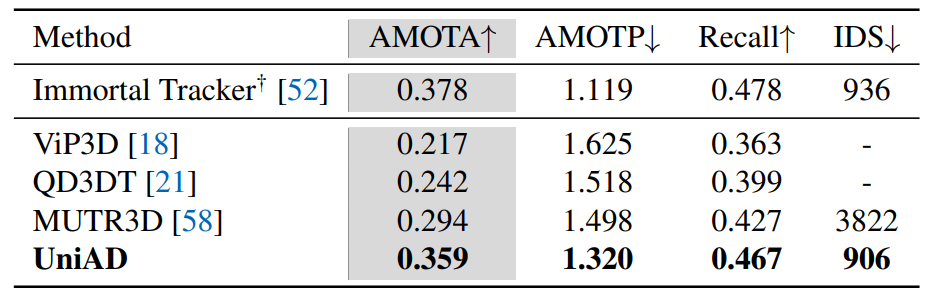 Method AMOTA↑ AMOTP↓ Recall↑ IDS↓
Immortal Tracker† [52] 0.378 1.119 0.478 936
ViP3D [18] 0.217 1.625 0.363 -
QD3DT [21] 0.242 1.518 0.399 -
MUTR3D [58] 0.294 1.498 0.427 3822
UniAD 0.359 1.320 0.467 906